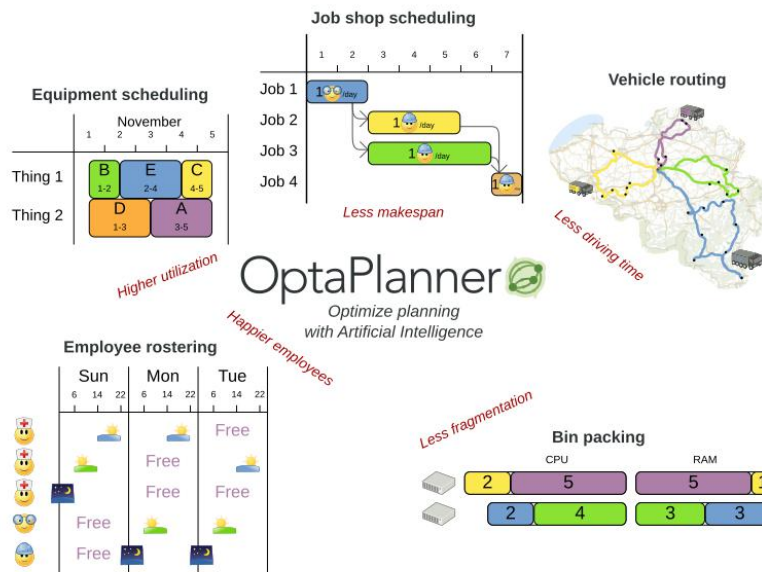 Job shop scheduling
1 2 3 4 5 6 7
Job 1 1 /day
Job 2 1 /day
Job 3 1 /day
Job 4 1
Less makespan
Equipment scheduling
November
1 2 3 4 5
Thing 1 B 1-2 E 2-4 C 4-5
Thing 2 D 1-3 A 3-5
Higher utilization
Vehicle routing
Less driving time
OptaPlanner
Optimize planning
with Artificial Intelligence
Happier employees
Employee rostering
Sun Mon Tue
6 14 22 6 14 22 6 14 22
Free
Free
Free Free
Free
Free
Less fragmentation
Bin packing
CPU RAM
2 5 5 1
2 4 3 3